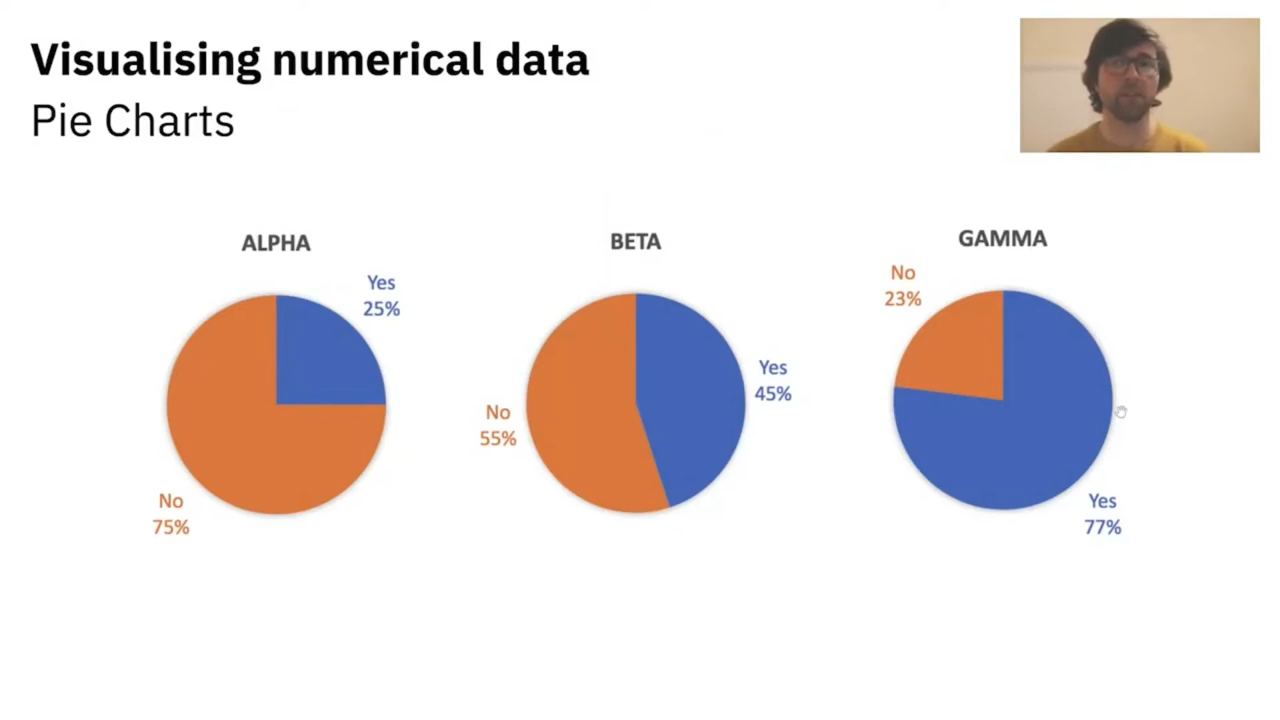 Visualising numerical data
Pie Charts
ALPHA
Yes
25%
No
75%
BETA
Yes
45%
No
55%
GAMMA
No
23%
Yes
77%